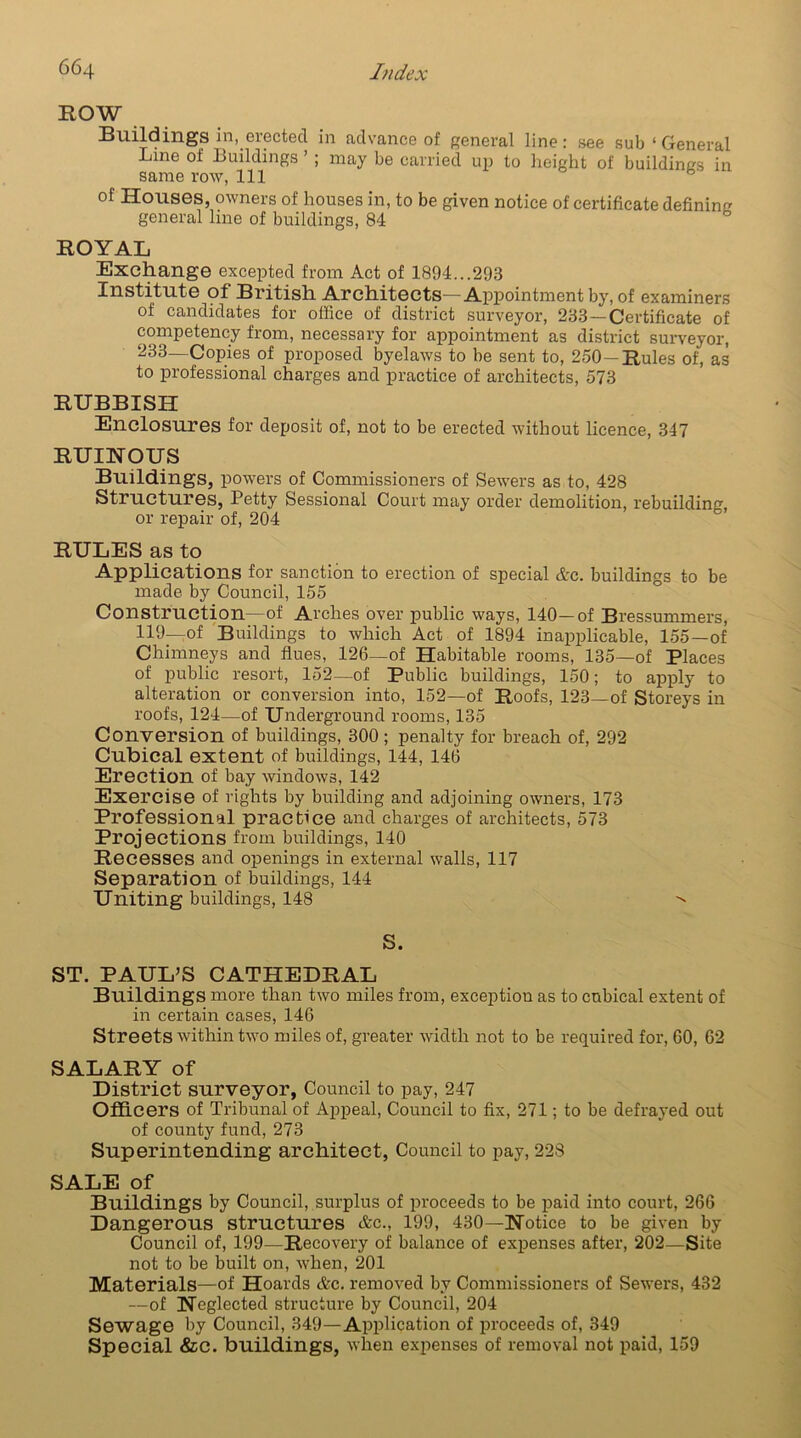 664
Index
ROW
Buildings in, erected in advance of general line: see sub ‘General
Line of Buildings’; may be carried up to height of buildings in
same row, 111
of Houses, owners of houses in, to be given notice of certificate defining
general line of buildings, 84
ROYAL
Exchange excepted from Act of 1894...293
Institute of British Architects—Appointment by, of examiners
of candidates for office of district surveyor, 233—Certificate of
competency from, necessary for appointment as district surveyor,
233—Copies of proposed byelaws to be sent to, 250—Rules of, as
to professional charges and practice of architects, 573
RUBBISH
Enclosures for deposit of, not to be erected without licence, 347
RUINOUS
Buildings, powers of Commissioners of Sewers as to, 428
Structures, Petty Sessional Court may order demolition, rebuilding,
or repair of, 204
RULES as to
Applications for sanction to erection of special &c. buildings to be
made by Council, 155
Construction—of Arches over public ways, 140—of Bressummers,
119—of Buildings to which Act of 1894 inapplicable, 155—of
Chimneys and flues, 126—of Habitable rooms, 135—of Places
of public resort, 152—of Public buildings, 150; to apply to
alteration or conversion into, 152—of Roofs, 123—of Storeys in
roofs, 124—of Underground rooms, 135
Conversion of buildings, 300; penalty for breach of, 292
Cubical extent of buildings, 144, 146
Erection of bay windows, 142
Exercise of rights by building and adjoining owners, 173
Professional practice and charges of architects, 573
Projections from buildings, 140
Recesses and openings in external walls, 117
Separation of buildings, 144
Uniting buildings, 148
S.
ST. PAUL’S CATHEDRAL
Buildings more than two miles from, exception as to cubical extent of
in certain cases, 146
Streets within two miles of, greater width not to be required for, 60, 62
SALARY of
District surveyor, Council to pay, 247
Officers of Tribunal of Appeal, Council to fix, 271; to be defrayed out
of county fund, 273
Superintending architect, Council to pay, 228
SALE of
Buildings by Council, surplus of proceeds to be paid into court, 266
Dangerous structures &c., 199, 430—Notice to be given by
Council of, 199—Recovery of balance of expenses after, 202—Site
not to be built on, when, 201
Materials—of Hoards &c. removed by Commissioners of Sewers, 432
—of Neglected structure by Council, 204
Sewage by Council, 349—Application of proceeds of, 349
Special &c. buildings, when expenses of removal not paid, 159